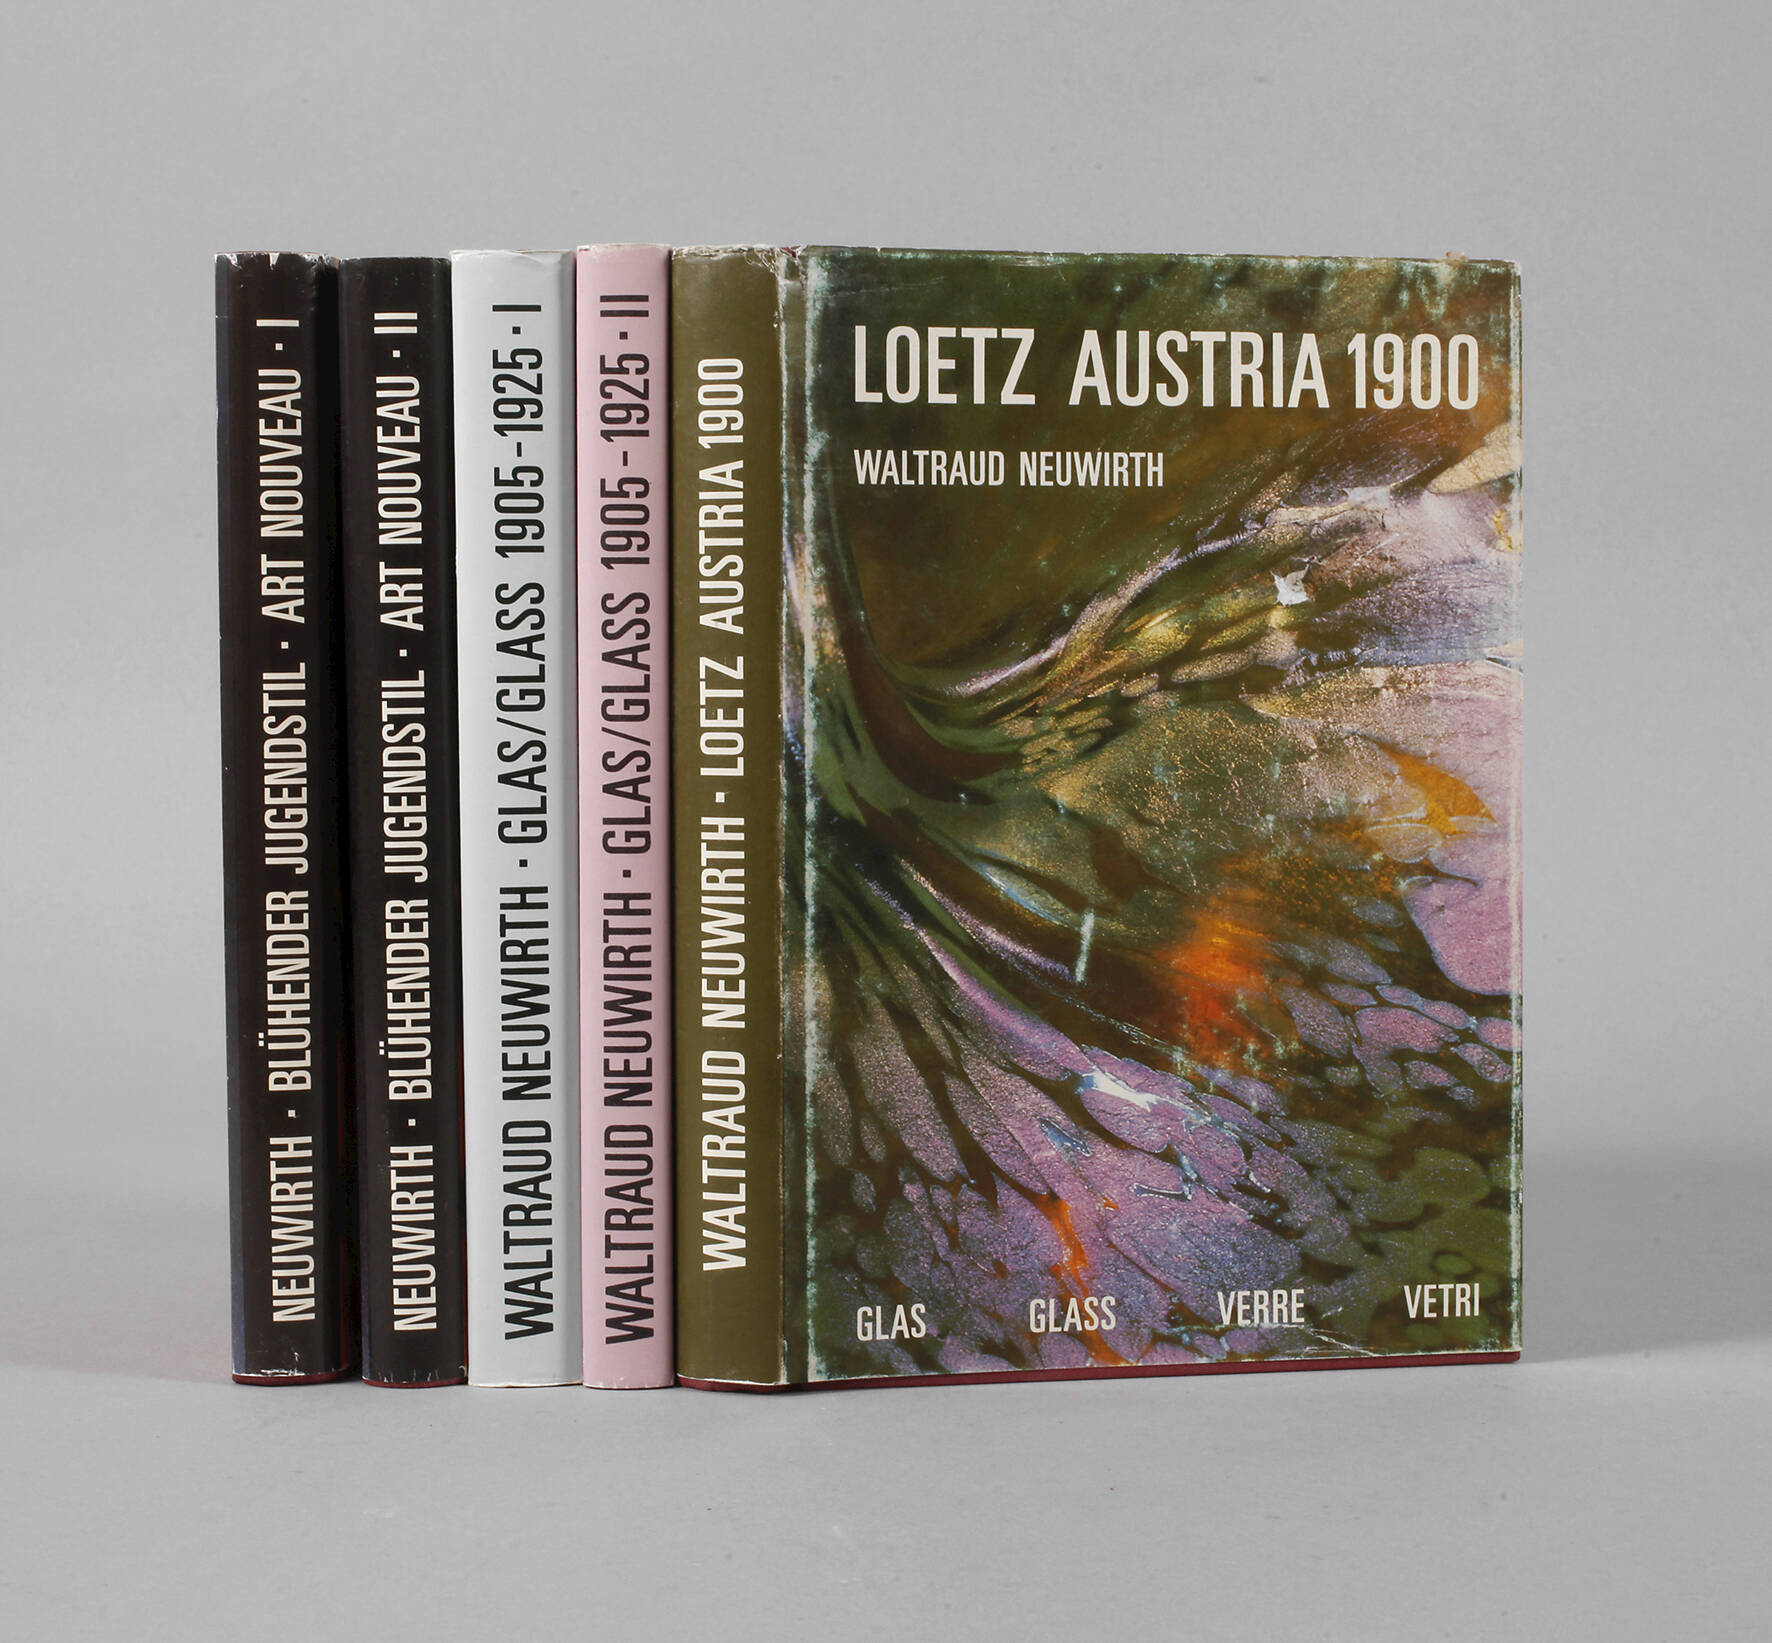 NEUWIRTH · BLÜHENDER JUGENDSTIL · ART NOUVEAU · I
NEUWIRTH · BLÜHENDER JUGENDSTIL · ART NOUVEAU · II
WALTRAUD NEUWIRTH · GLAS/GLASS 1905-1925 · I
WALTRAUD NEUWIRTH · GLAS/GLASS 1905-1925 · II
WALTRAUD NEUWIRTH · LOETZ AUSTRIA 1900
LOETZ AUSTRIA 1900
WALTRAUD NEUWIRTH
GLAS GLASS VERRE VETRI